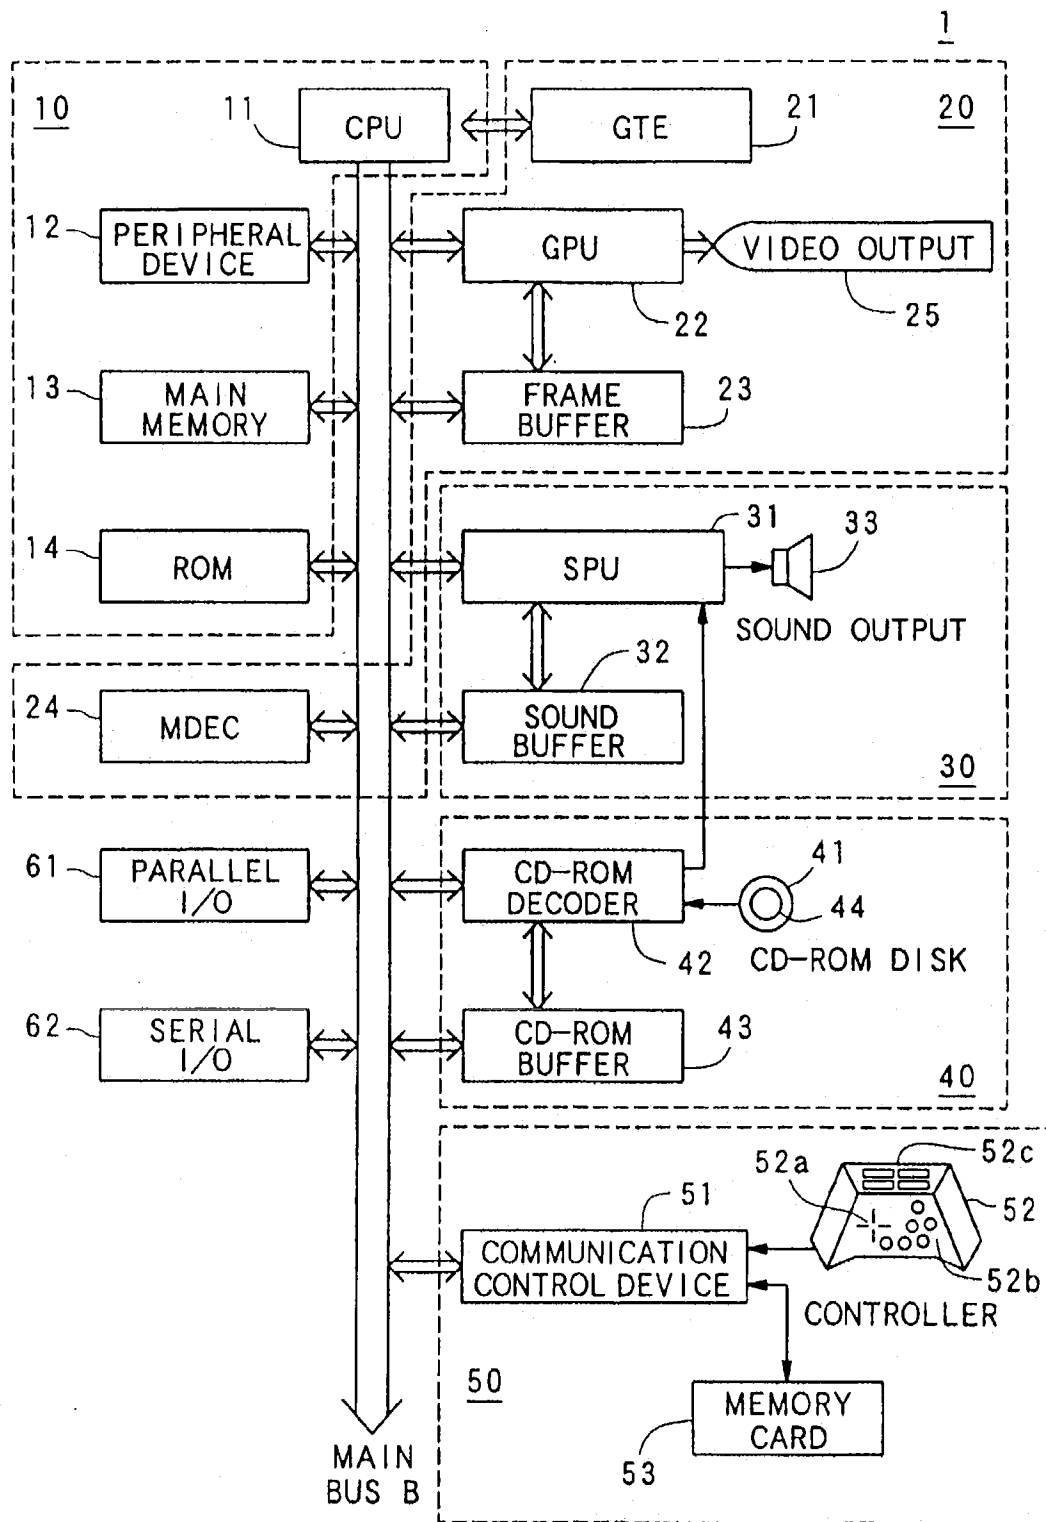 1
10
11
CPU
GTE
21
20
12
PERIPHERAL
DEVICE
GPU
22
VIDEO OUTPUT
25
13
MAIN
MEMORY
FRAME
BUFFER
23
14
ROM
31
SPU
33
SOUND OUTPUT
24
MDEC
32
SOUND
BUFFER
30
61
PARALLEL
I/O
CD-ROM
DECODER
42
41
44
CD-ROM DISK
62
SERIAL
I/O
CD-ROM
BUFFER
43
40
51
COMMUNICATION
CONTROL DEVICE
52a
52c
52
52b
CONTROLLER
50
MEMORY
CARD
53
MAIN
BUS B